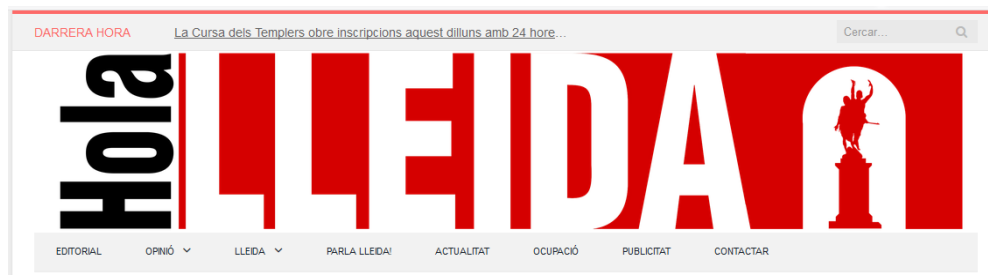 DARRERA HORA La Cursa dels Templers obre inscripcions aquest dilluns amb 24 hore... Cercar...
Hola LLEIDA
EDITORIAL OPINIÓ LLEIDA PARLA LLEIDA! ACTUALITAT OCUPACIÓ PUBLICITAT CONTACTAR